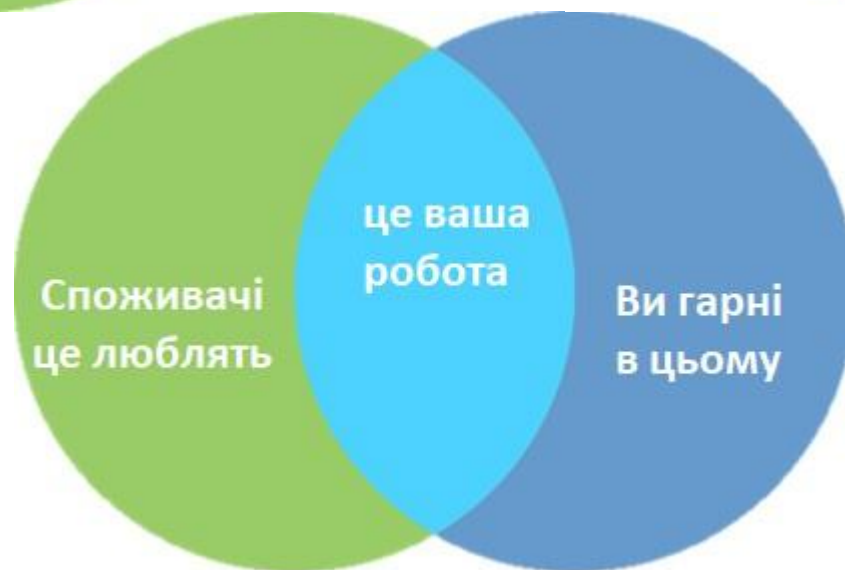 Споживачі
це люблять
це ваша
робота
Ви гарні
в цьому